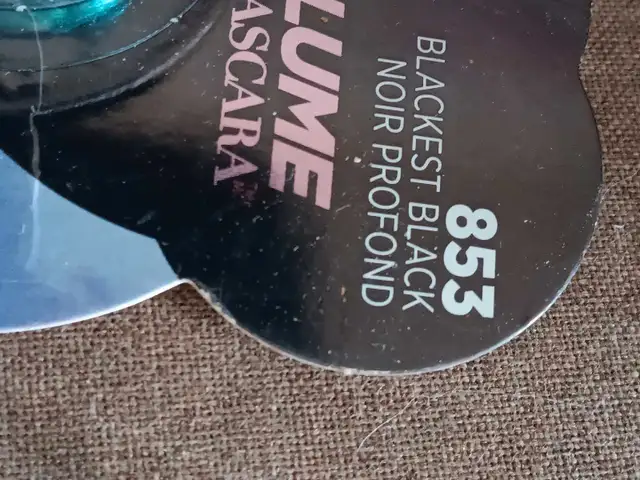 LUME
ASCARA
853
BLACKEST BLACK
NOIR PROFOND